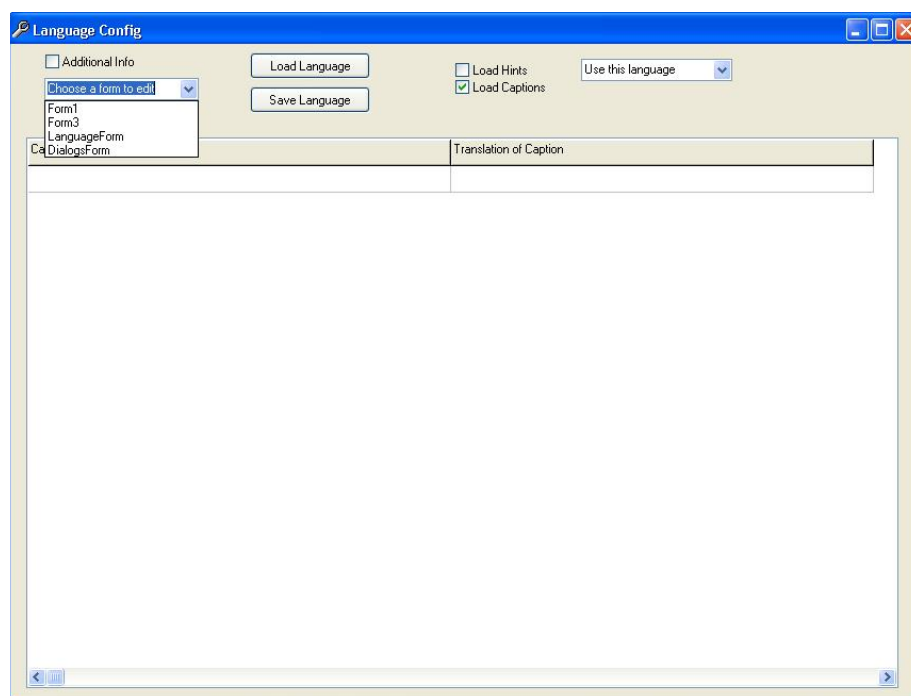 Language Config
Additional Info
Load Language
Load Hints
Use this language
Choose a form to edit
Load Captions
Save Language
Form1
Form3
LanguageForm
DialogsForm
Ca
Translation of Caption